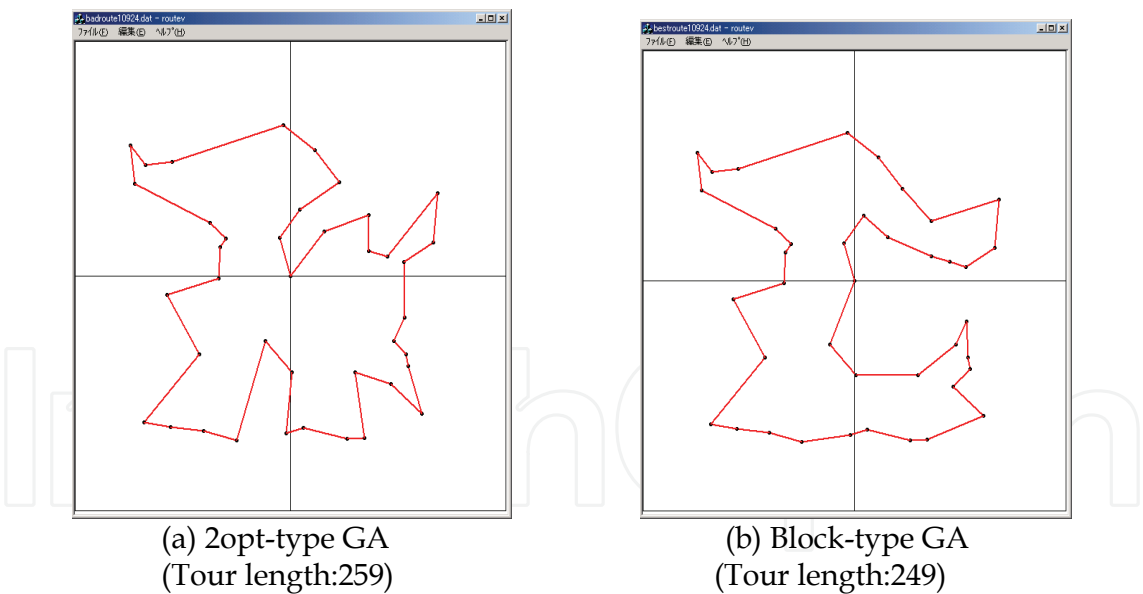 badroute10924.dat - routev
ファイル(F) 編集(E) ヘルプ(H)
bestroute10924.dat - routev
ファイル(F) 編集(E) ヘルプ(H)
(a) 2opt-type GA
(Tour length:259)
(b) Block-type GA
(Tour length:249)